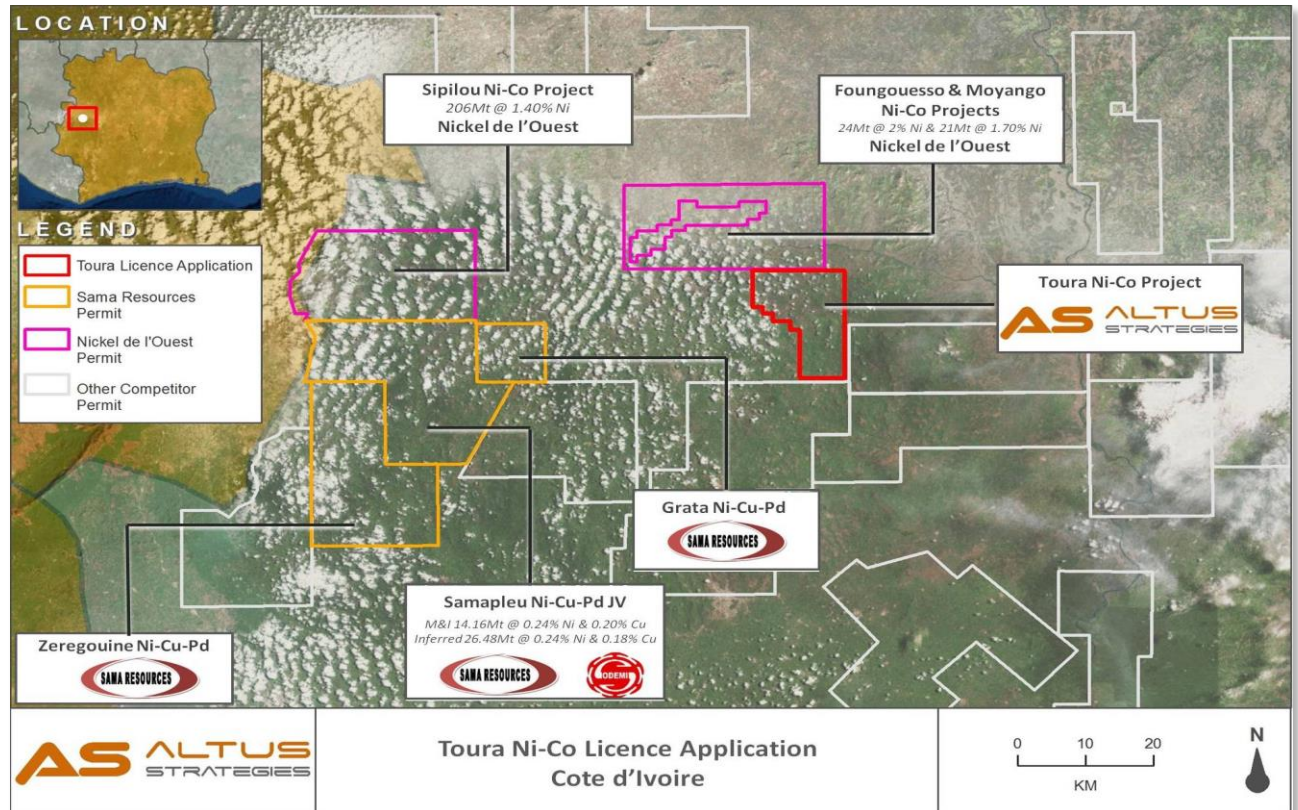 LOCATION
LEGEND
Toura Licence Application
Sama Resources
Permit
Nickel de l'Ouest
Permit
Other Competitor
Permit
Sipilou Ni-Co Project
206Mt @ 1.40% Ni
Nickel de l'Ouest
Foungouesso & Moyango
Ni-Co Projects
24Mt @ 2% Ni & 21Mt @ 1.70% Ni
Nickel de l'Ouest
Toura Ni-Co Project
AS ALTUS
STRATEGIES
Grata Ni-Cu-Pd
SAMA RESOURCES
Samapleu Ni-Cu-Pd JV
M&I 14.16Mt @ 0.24% Ni & 0.20% Cu
Inferred 26.48Mt @ 0.24% Ni & 0.18% Cu
SAMA RESOURCES
SODEMI
Zeregouine Ni-Cu-Pd
SAMA RESOURCES
AS ALTUS
STRATEGIES
Toura Ni-Co Licence Application
Cote d'Ivoire
0 10 20
KM
N